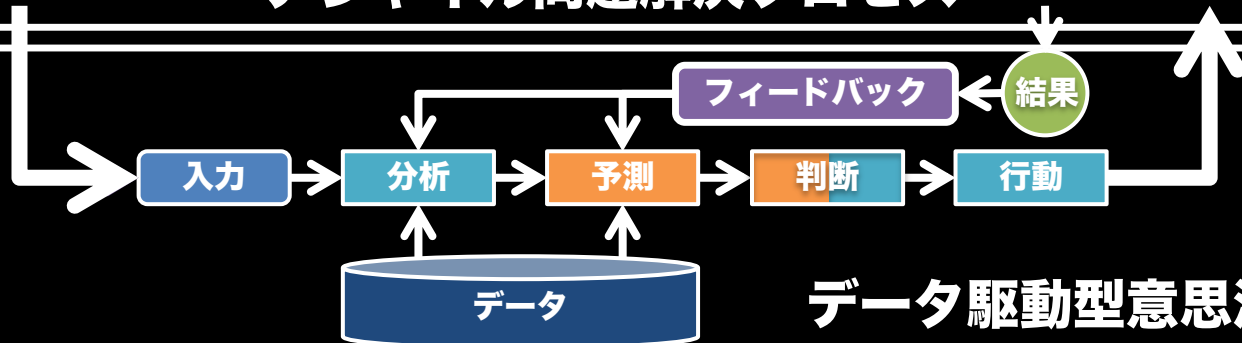 フィードバック
結果
入力
分析
予測
判断
行動
データ
データ駆動型意思